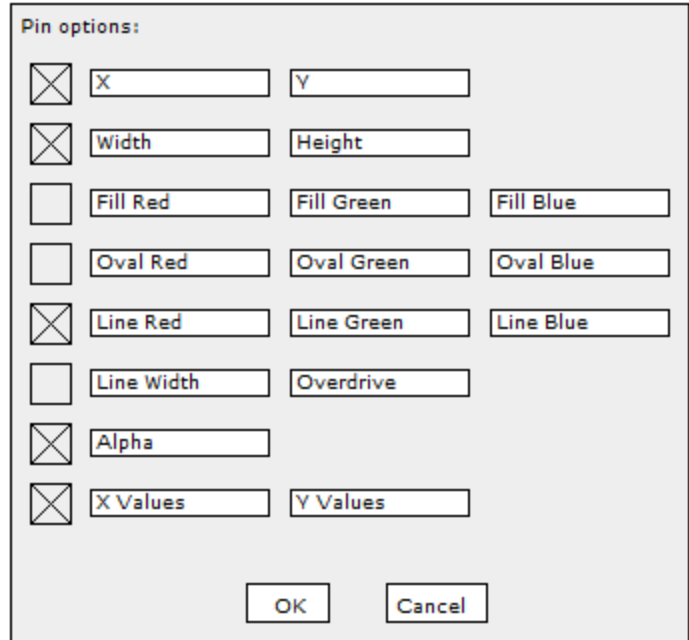 Pin options:
X Y
Width Height
Fill Red Fill Green Fill Blue
Oval Red Oval Green Oval Blue
Line Red Line Green Line Blue
Line Width Overdrive
Alpha
X Values Y Values
OK Cancel